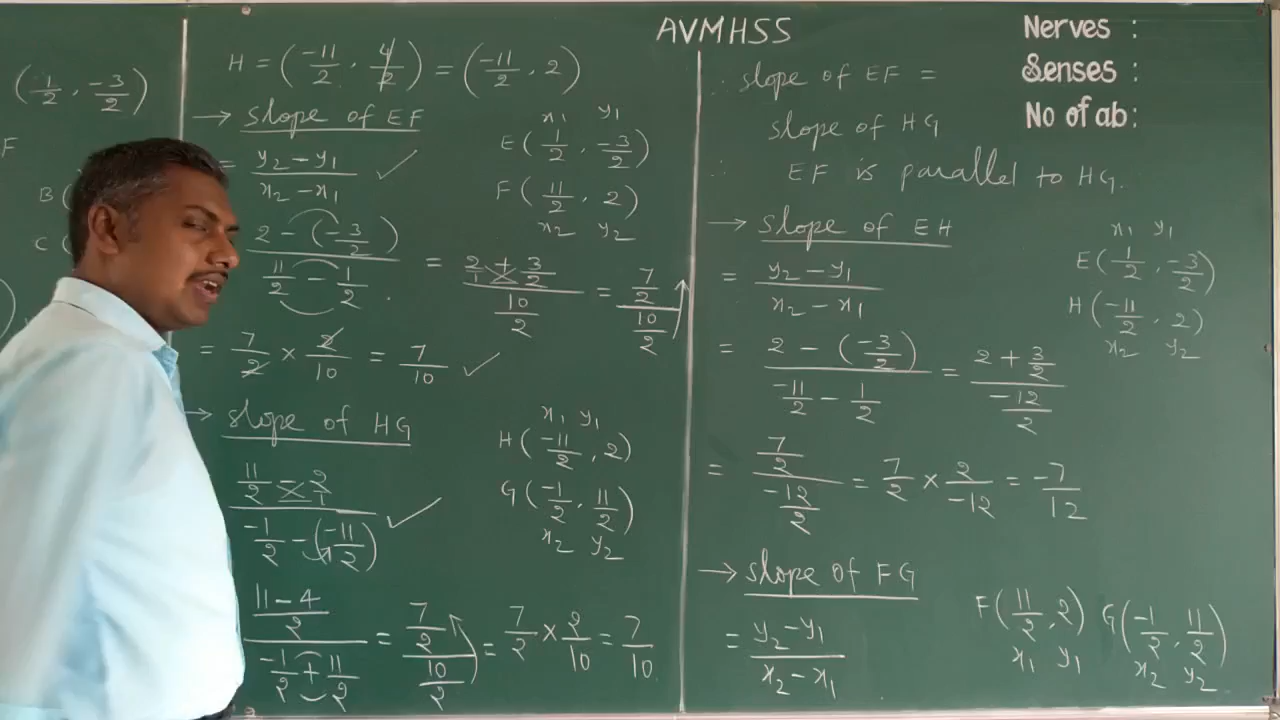 AVMHSS
Nerves :
Senses :
No of ab:
(1/2, -3/2)
F
B(
C(
H = (-11/2, 4/2) = (-11/2, 2)
→ slope of EF
x1 y1
E(1/2, -3/2)
F(11/2, 2)
x2 y2
= y2 - y1 / x2 - x1 ✓
2 - (-3/2) / 11/2 - 1/2 = 2/1 + 3/2 / 10/2 = 7/2 / 10/2
= 7/2 × 2/10 = 7/10 ✓
→ slope of HG
x1 y1
H(-11/2, 2)
G(-1/2, 11/2)
x2 y2
11/2 - 2/1 / -1/2 - (-11/2) ✓
11-4/2 / -1/2 + 11/2 = 7/2 / 10/2 = 7/2 × 2/10 = 7/10
∴ slope of EF =
slope of HG
∴ EF is parallel to HG.
→ slope of EH
x1 y1
E(1/2, -3/2)
H(-11/2, 2)
x2 y2
= y2 - y1 / x2 - x1
= 2 - (-3/2) / -11/2 - 1/2 = 2 + 3/2 / -12/2
= 7/2 / -12/2 = 7/2 × 2/-12 = -7/12
→ slope of FG
F(11/2, 2) G(-1/2, 11/2)
x1 y1 x2 y2
= y2 - y1 / x2 - x1